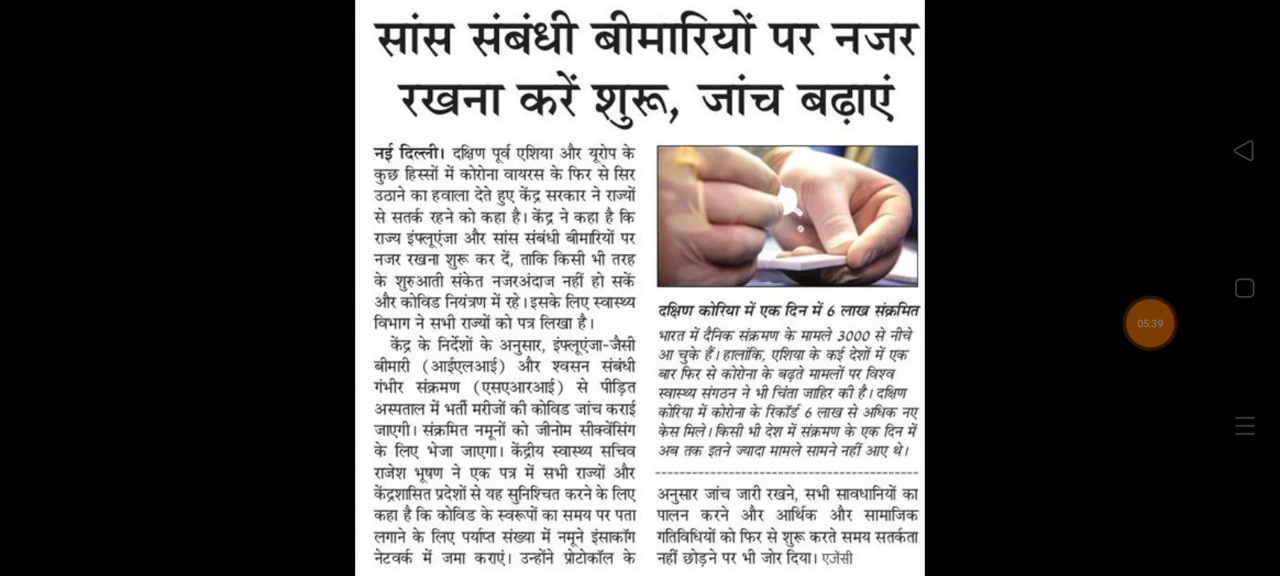 सांस संबंधी बीमारियों पर नजर
रखना करें शुरू, जांच बढ़ाएं
नई दिल्ली। दक्षिण पूर्व एशिया और यूरोप के
कुछ हिस्सों में कोरोना वायरस के फिर से सिर
उठाने का हवाला देते हुए केंद्र सरकार ने राज्यों
से सतर्क रहने को कहा है। केंद्र ने कहा है कि
राज्य इंफ्लूएंजा और सांस संबंधी बीमारियों पर
नजर रखना शुरू कर दें, ताकि किसी भी तरह
के शुरुआती संकेत नजरअंदाज नहीं हो सकें
और कोविड नियंत्रण में रहे। इसके लिए स्वास्थ्य
विभाग ने सभी राज्यों को पत्र लिखा है।
केंद्र के निर्देशों के अनुसार, इंफ्लूएंजा-जैसी
बीमारी (आईएलआई) और श्वसन संबंधी
गंभीर संक्रमण (एसएआरआई) से पीड़ित
अस्पताल में भर्ती मरीजों की कोविड जांच कराई
जाएगी। संक्रमित नमूनों को जीनोम सीक्वेंसिंग
के लिए भेजा जाएगा। केंद्रीय स्वास्थ्य सचिव
राजेश भूषण ने एक पत्र में सभी राज्यों और
केंद्रशासित प्रदेशों से यह सुनिश्चित करने के लिए
कहा है कि कोविड के स्वरूपों का समय पर पता
लगाने के लिए पर्याप्त संख्या में नमूने इंसाकॉग
नेटवर्क में जमा कराएं। उन्होंने प्रोटोकॉल के
दक्षिण कोरिया में एक दिन में 6 लाख संक्रमित
भारत में दैनिक संक्रमण के मामले 3000 से नीचे
आ चुके हैं। हालांकि, एशिया के कई देशों में एक
बार फिर से कोरोना के बढ़ते मामलों पर विश्व
स्वास्थ्य संगठन ने भी चिंता जाहिर की है। दक्षिण
कोरिया में कोरोना के रिकॉर्ड 6 लाख से अधिक नए
केस मिले। किसी भी देश में संक्रमण के एक दिन में
अब तक इतने ज्यादा मामले सामने नहीं आए थे।
अनुसार जांच जारी रखने, सभी सावधानियों का
पालन करने और आर्थिक और सामाजिक
गतिविधियों को फिर से शुरू करते समय सतर्कता
नहीं छोड़ने पर भी जोर दिया। एजेंसी
05:39